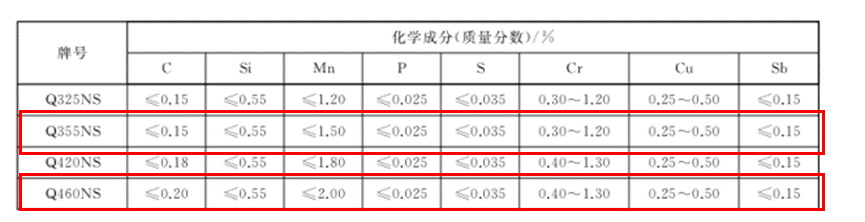 牌号 化学成分(质量分数)/%
C Si Mn P S Cr Cu Sb
Q325NS ≤0.15 ≤0.55 ≤1.20 ≤0.025 ≤0.035 0.30~1.20 0.25~0.50 ≤0.15
Q355NS ≤0.15 ≤0.55 ≤1.50 ≤0.025 ≤0.035 0.30~1.20 0.25~0.50 ≤0.15
Q420NS ≤0.18 ≤0.55 ≤1.80 ≤0.025 ≤0.035 0.40~1.30 0.25~0.50 ≤0.15
Q460NS ≤0.20 ≤0.55 ≤2.00 ≤0.025 ≤0.035 0.40~1.30 0.25~0.50 ≤0.15